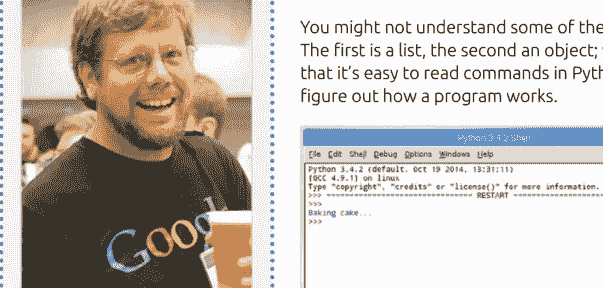 You might not understand some of the
The first is a list, the second an object;
that it's easy to read commands in Pyth
figure out how a program works.
Python 3.4.2 Shell
File Edit Shell Debug Options Windows Help
Python 3.4.2 (default, Oct 19 2014, 13:31:11)
[GCC 4.9.1] on linux
Type "copyright", "credits" or "license()" for more information.
>>> ================================ RESTART ================
>>>
Baking cake...
>>>
Goo